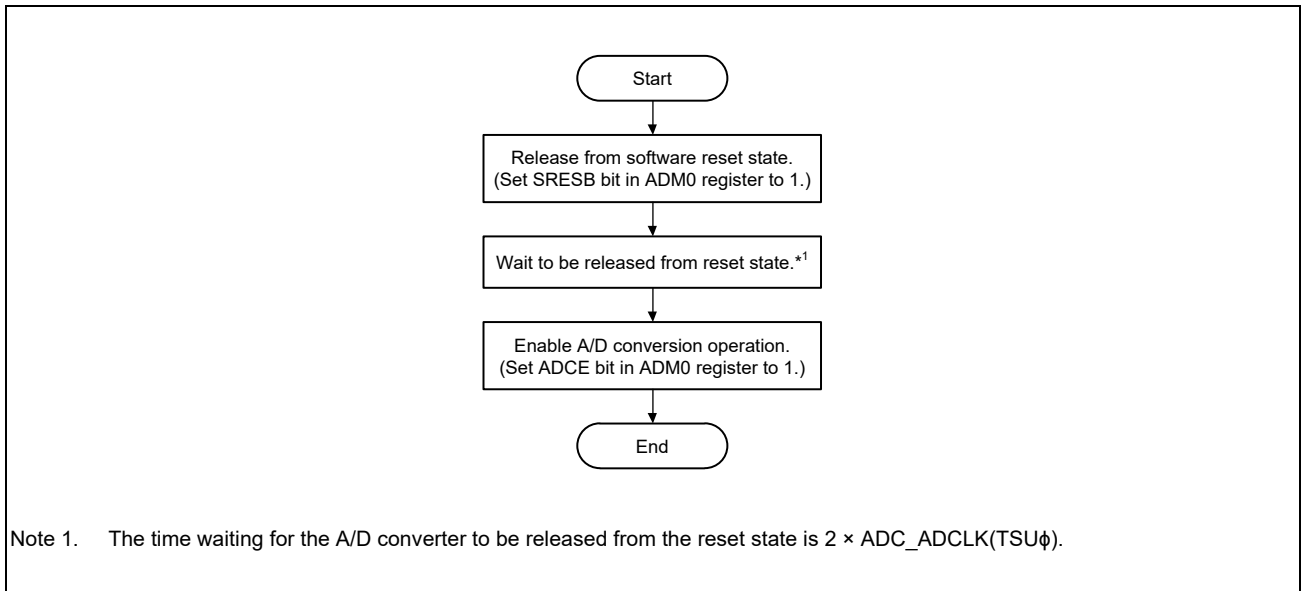 Start
Release from software reset state.
(Set SRESB bit in ADM0 register to 1.)
Wait to be released from reset state.*1
Enable A/D conversion operation.
(Set ADCE bit in ADM0 register to 1.)
End
Note 1. The time waiting for the A/D converter to be released from the reset state is 2 × ADC_ADCLK(TSUϕ).